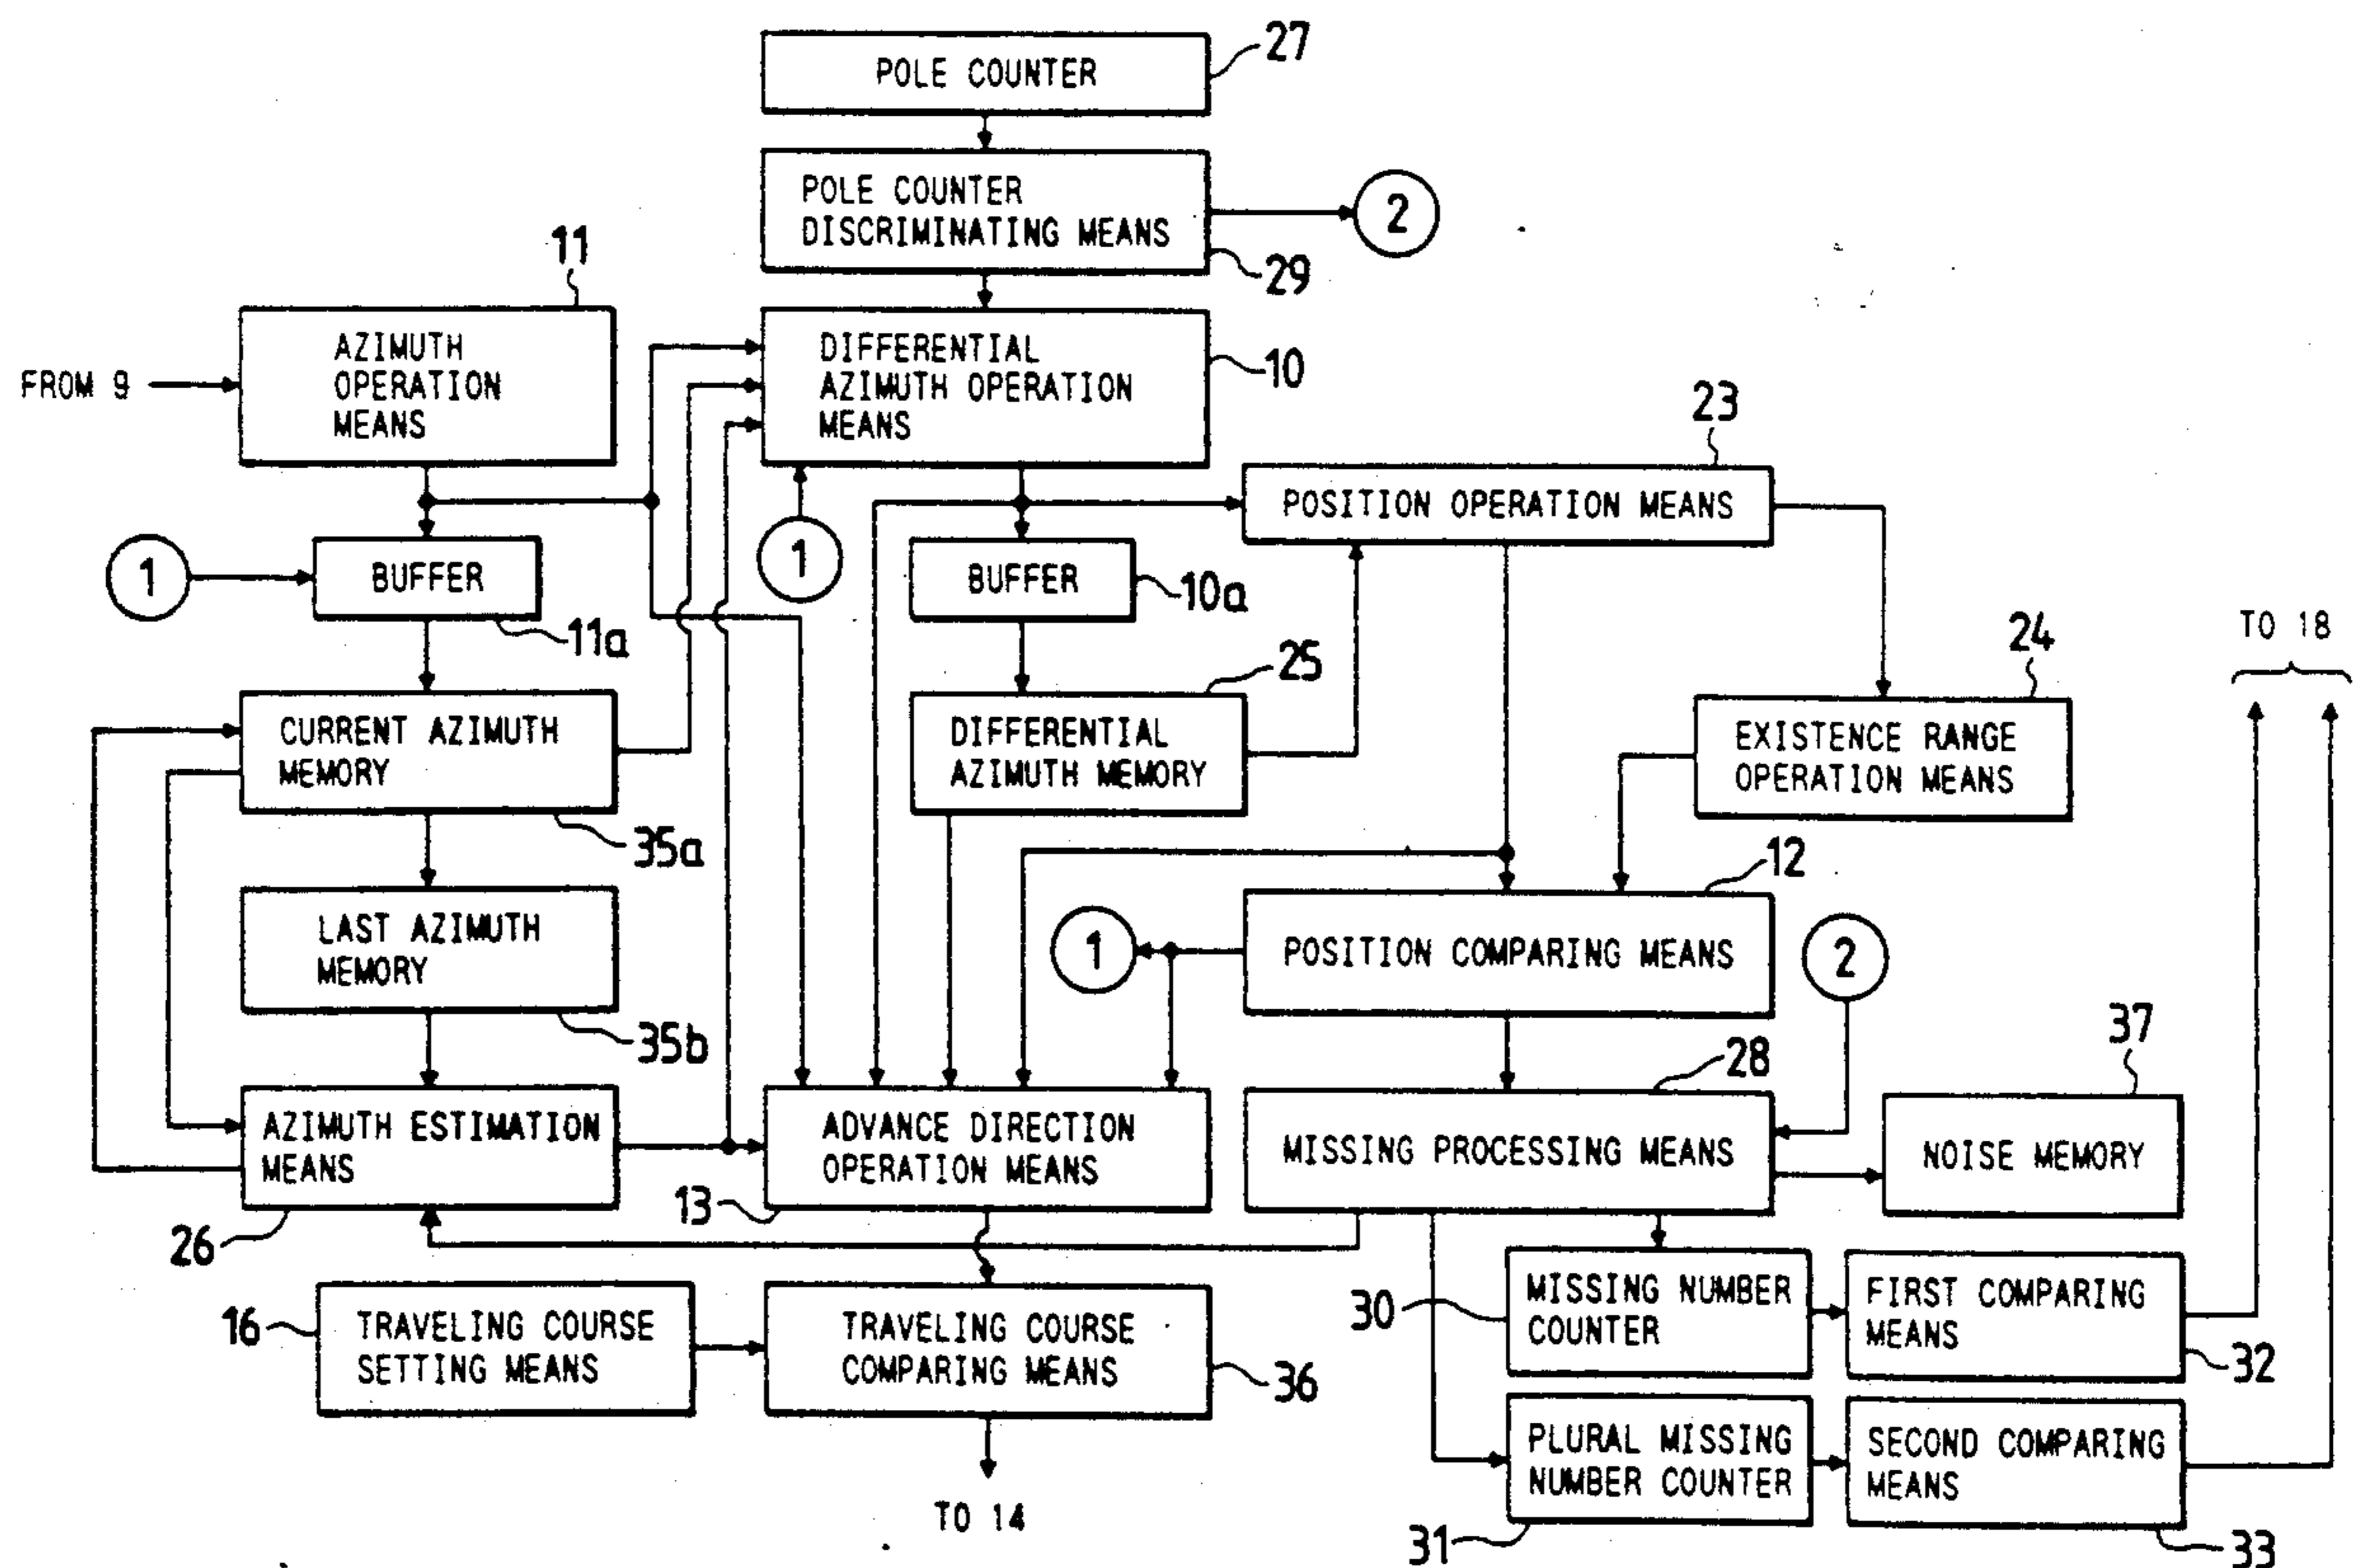 27
POLE COUNTER
POLE COUNTER
DISCRIMINATING MEANS
2
29
11
AZIMUTH
OPERATION
MEANS
FROM 9
DIFFERENTIAL
AZIMUTH OPERATION
MEANS
10
23
POSITION OPERATION MEANS
1
BUFFER
11a
1
BUFFER
10a
TO 18
24
25
CURRENT AZIMUTH
MEMORY
35a
DIFFERENTIAL
AZIMUTH MEMORY
EXISTENCE RANGE
OPERATION MEANS
12
LAST AZIMUTH
MEMORY
35b
1
POSITION COMPARING MEANS
2
37
28
AZIMUTH ESTIMATION
MEANS
26
ADVANCE DIRECTION
OPERATION MEANS
13
MISSING PROCESSING MEANS
NOISE MEMORY
16
TRAVELING COURSE
SETTING MEANS
TRAVELING COURSE
COMPARING MEANS
36
30
MISSING NUMBER
COUNTER
FIRST COMPARING
MEANS
32
PLURAL MISSING
NUMBER COUNTER
31
SECOND COMPARING
MEANS
33
TO 14